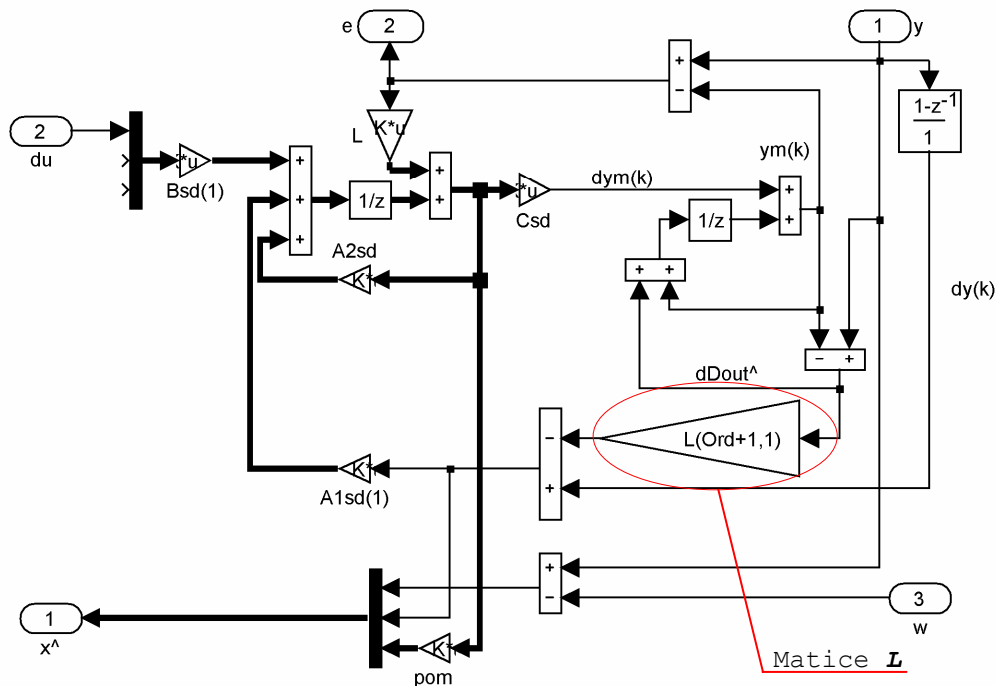 e
2
1
y
+
−
1-z⁻¹
1
L
K*u
2
du
*u
Bsd(1)
+
+
+
1/z
+
+
*u
Csd
dym(k)
ym(k)
+
+
1/z
+ +
A2sd
K*
dy(k)
− +
dDout^
L(Ord+1,1)
−
+
K*
A1sd(1)
+
−
3
w
1
x^
K*
pom
Matice L